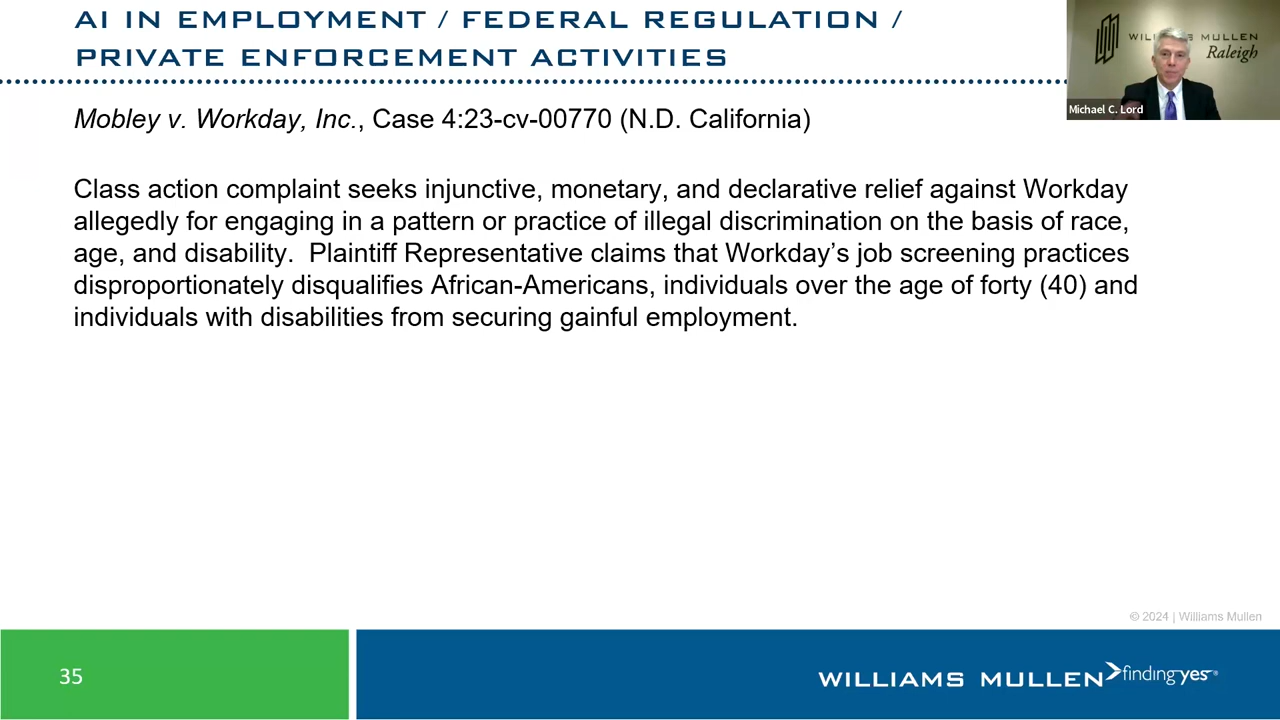 AI IN EMPLOYMENT / FEDERAL REGULATION /
PRIVATE ENFORCEMENT ACTIVITIES
WILLIAMS MULLEN
Raleigh
Michael C. Lord
Mobley v. Workday, Inc., Case 4:23-cv-00770 (N.D. California)
Class action complaint seeks injunctive, monetary, and declarative relief against Workday
allegedly for engaging in a pattern or practice of illegal discrimination on the basis of race,
age, and disability.  Plaintiff Representative claims that Workday’s job screening practices
disproportionately disqualifies African-Americans, individuals over the age of forty (40) and
individuals with disabilities from securing gainful employment.
© 2024 | Williams Mullen
35
WILLIAMS MULLEN finding yes®